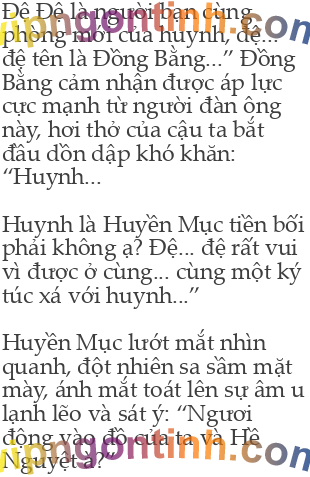 Đệ Đệ là người bạn cùng
phòng mới của huynh, đệ...
đệ tên là Đồng Bằng...” Đồng
Bằng cảm nhận được áp lực
cực mạnh từ người đàn ông
này, hơi thở của cậu ta bắt
đầu dồn dập khó khăn:
“Huynh...
Huynh là Huyền Mục tiền bối
phải không ạ? Đệ... đệ rất vui
vì được ở cùng... cùng một ký
túc xá với huynh...”
Huyền Mục lướt mắt nhìn
quanh, đột nhiên sa sầm mặt
mày, ánh mắt toát lên sự âm u
lạnh lẽo và sát ý: “Ngươi
động vào đồ của ta và Hề
Nguyệt à?”